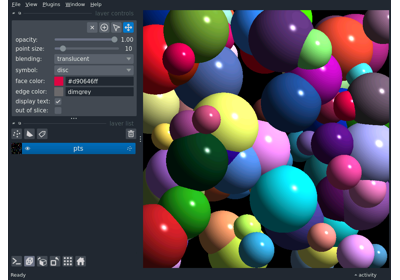 File View Plugins Window Help
layer controls
opacity: 1.00
point size: 10
blending: translucent
symbol: disc
face color: #d90646ff
edge color: dimgrey
display text:
out of slice:
layer list
pts
Ready
activity